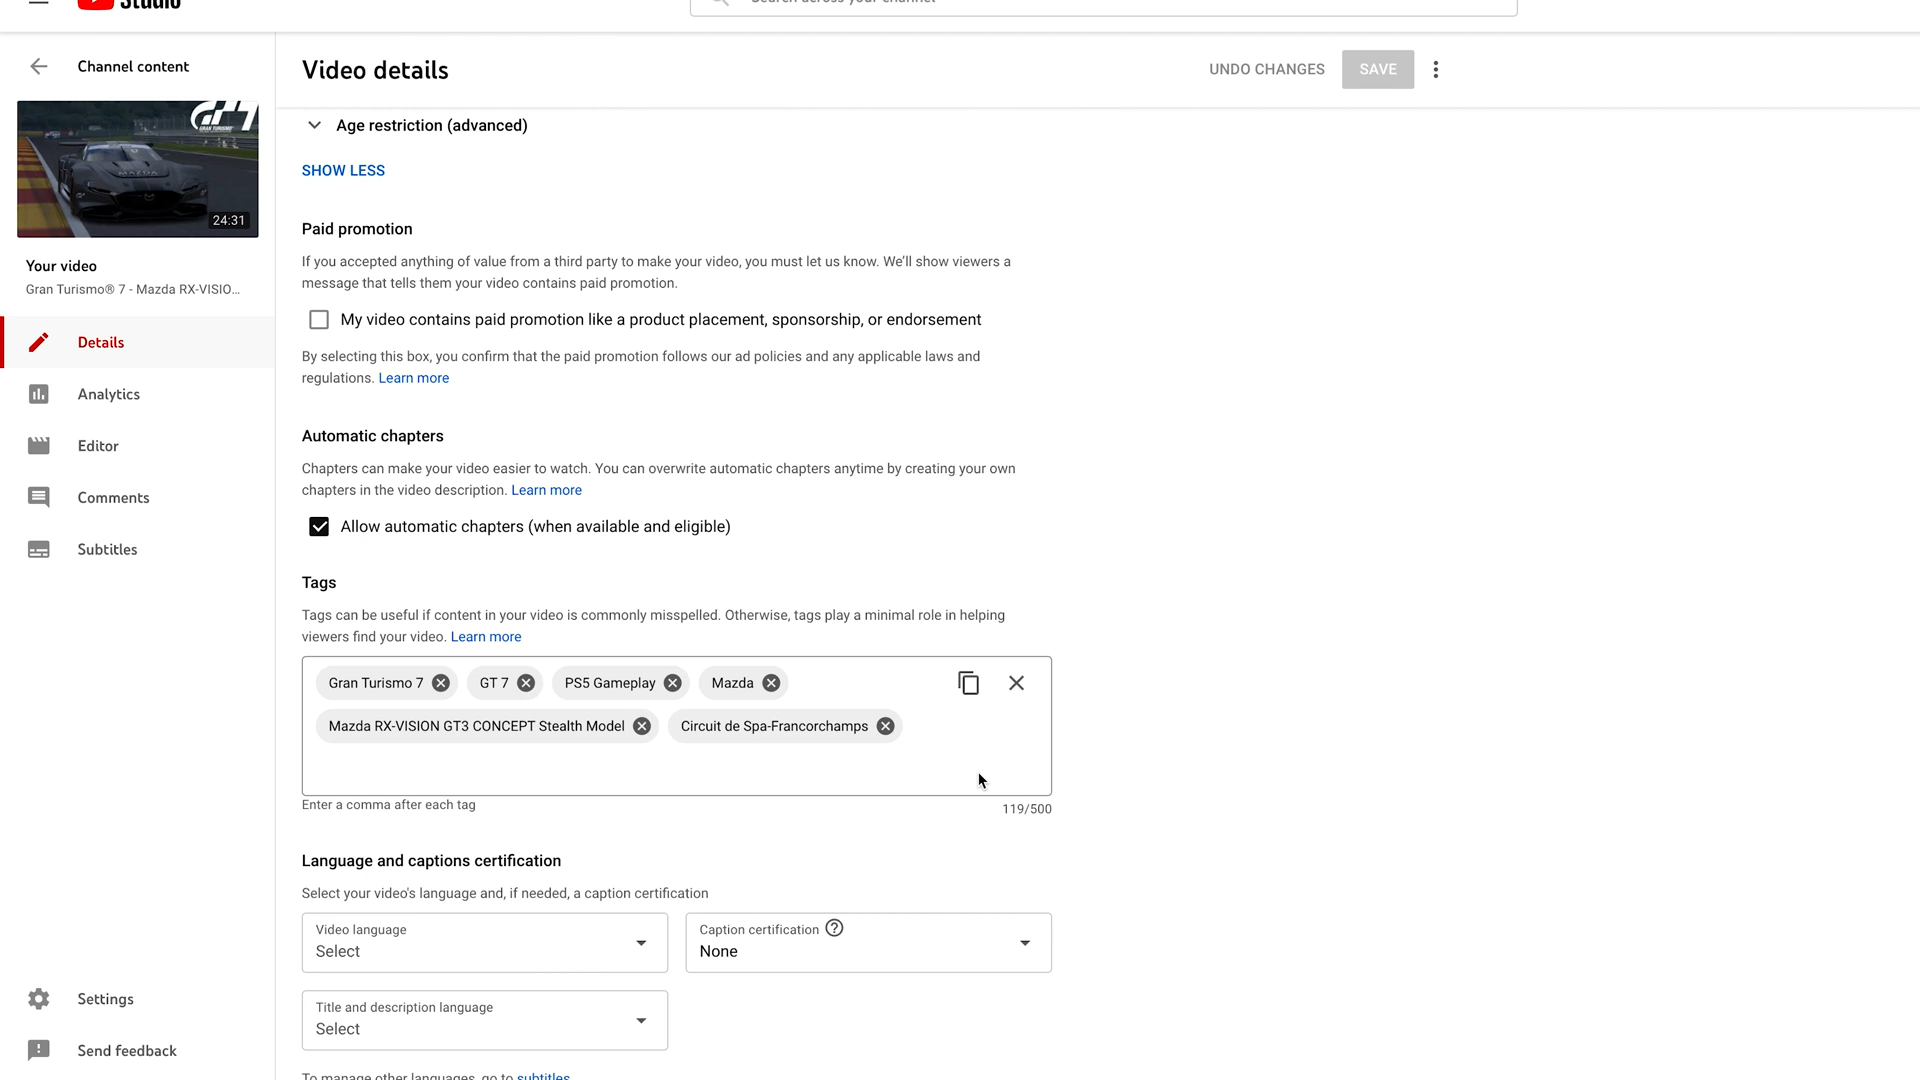 Studio
Search across your channel
Channel content
Video details
UNDO CHANGES
SAVE
GT7
GRAN TURISMO
MAZDA
24:31
Your video
Gran Turismo® 7 - Mazda RX-VISIO...
Details
Analytics
Editor
Comments
Subtitles
Settings
Send feedback
Age restriction (advanced)
SHOW LESS
Paid promotion
If you accepted anything of value from a third party to make your video, you must let us know. We’ll show viewers a
message that tells them your video contains paid promotion.
My video contains paid promotion like a product placement, sponsorship, or endorsement
By selecting this box, you confirm that the paid promotion follows our ad policies and any applicable laws and
regulations. Learn more
Automatic chapters
Chapters can make your video easier to watch. You can overwrite automatic chapters anytime by creating your own
chapters in the video description. Learn more
Allow automatic chapters (when available and eligible)
Tags
Tags can be useful if content in your video is commonly misspelled. Otherwise, tags play a minimal role in helping
viewers find your video. Learn more
Gran Turismo 7 GT 7 PS5 Gameplay Mazda
Mazda RX-VISION GT3 CONCEPT Stealth Model Circuit de Spa-Francorchamps
Enter a comma after each tag
119/500
Language and captions certification
Select your video's language and, if needed, a caption certification
Video language
Select
Caption certification
None
Title and description language
Select
To manage other languages, go to subtitles